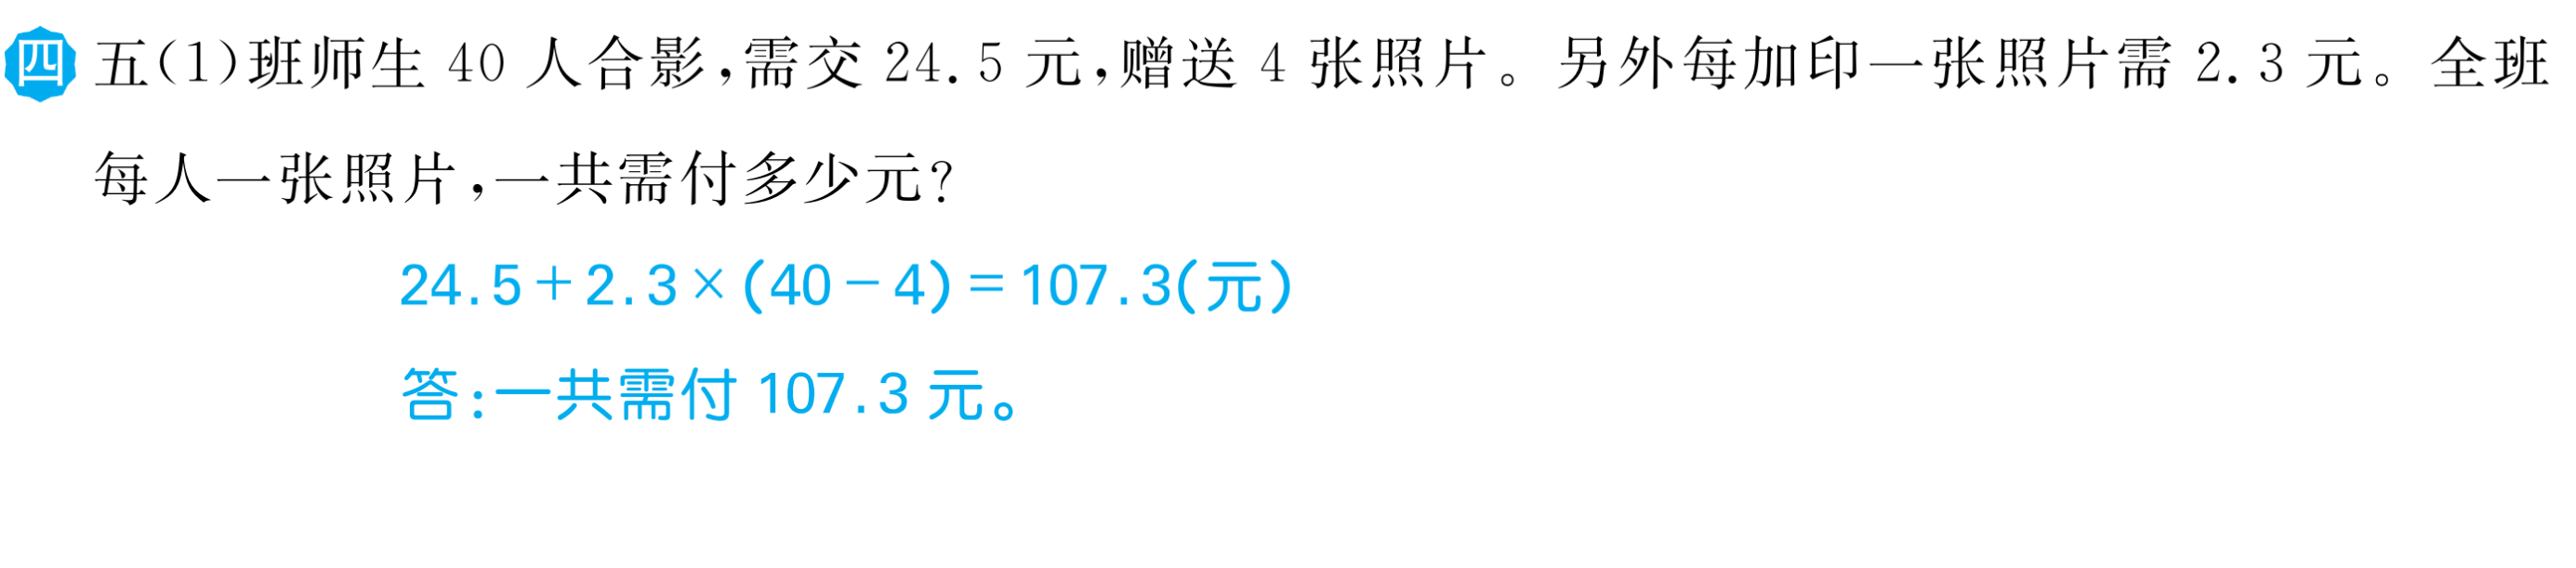 四 五(1)班师生 40 人合影,需交 24.5 元,赠送 4 张照片。另外每加印一张照片需 2.3 元。全班
每人一张照片,一共需付多少元?
24.5+2.3×(40-4)=107.3(元)
答:一共需付 107.3 元。